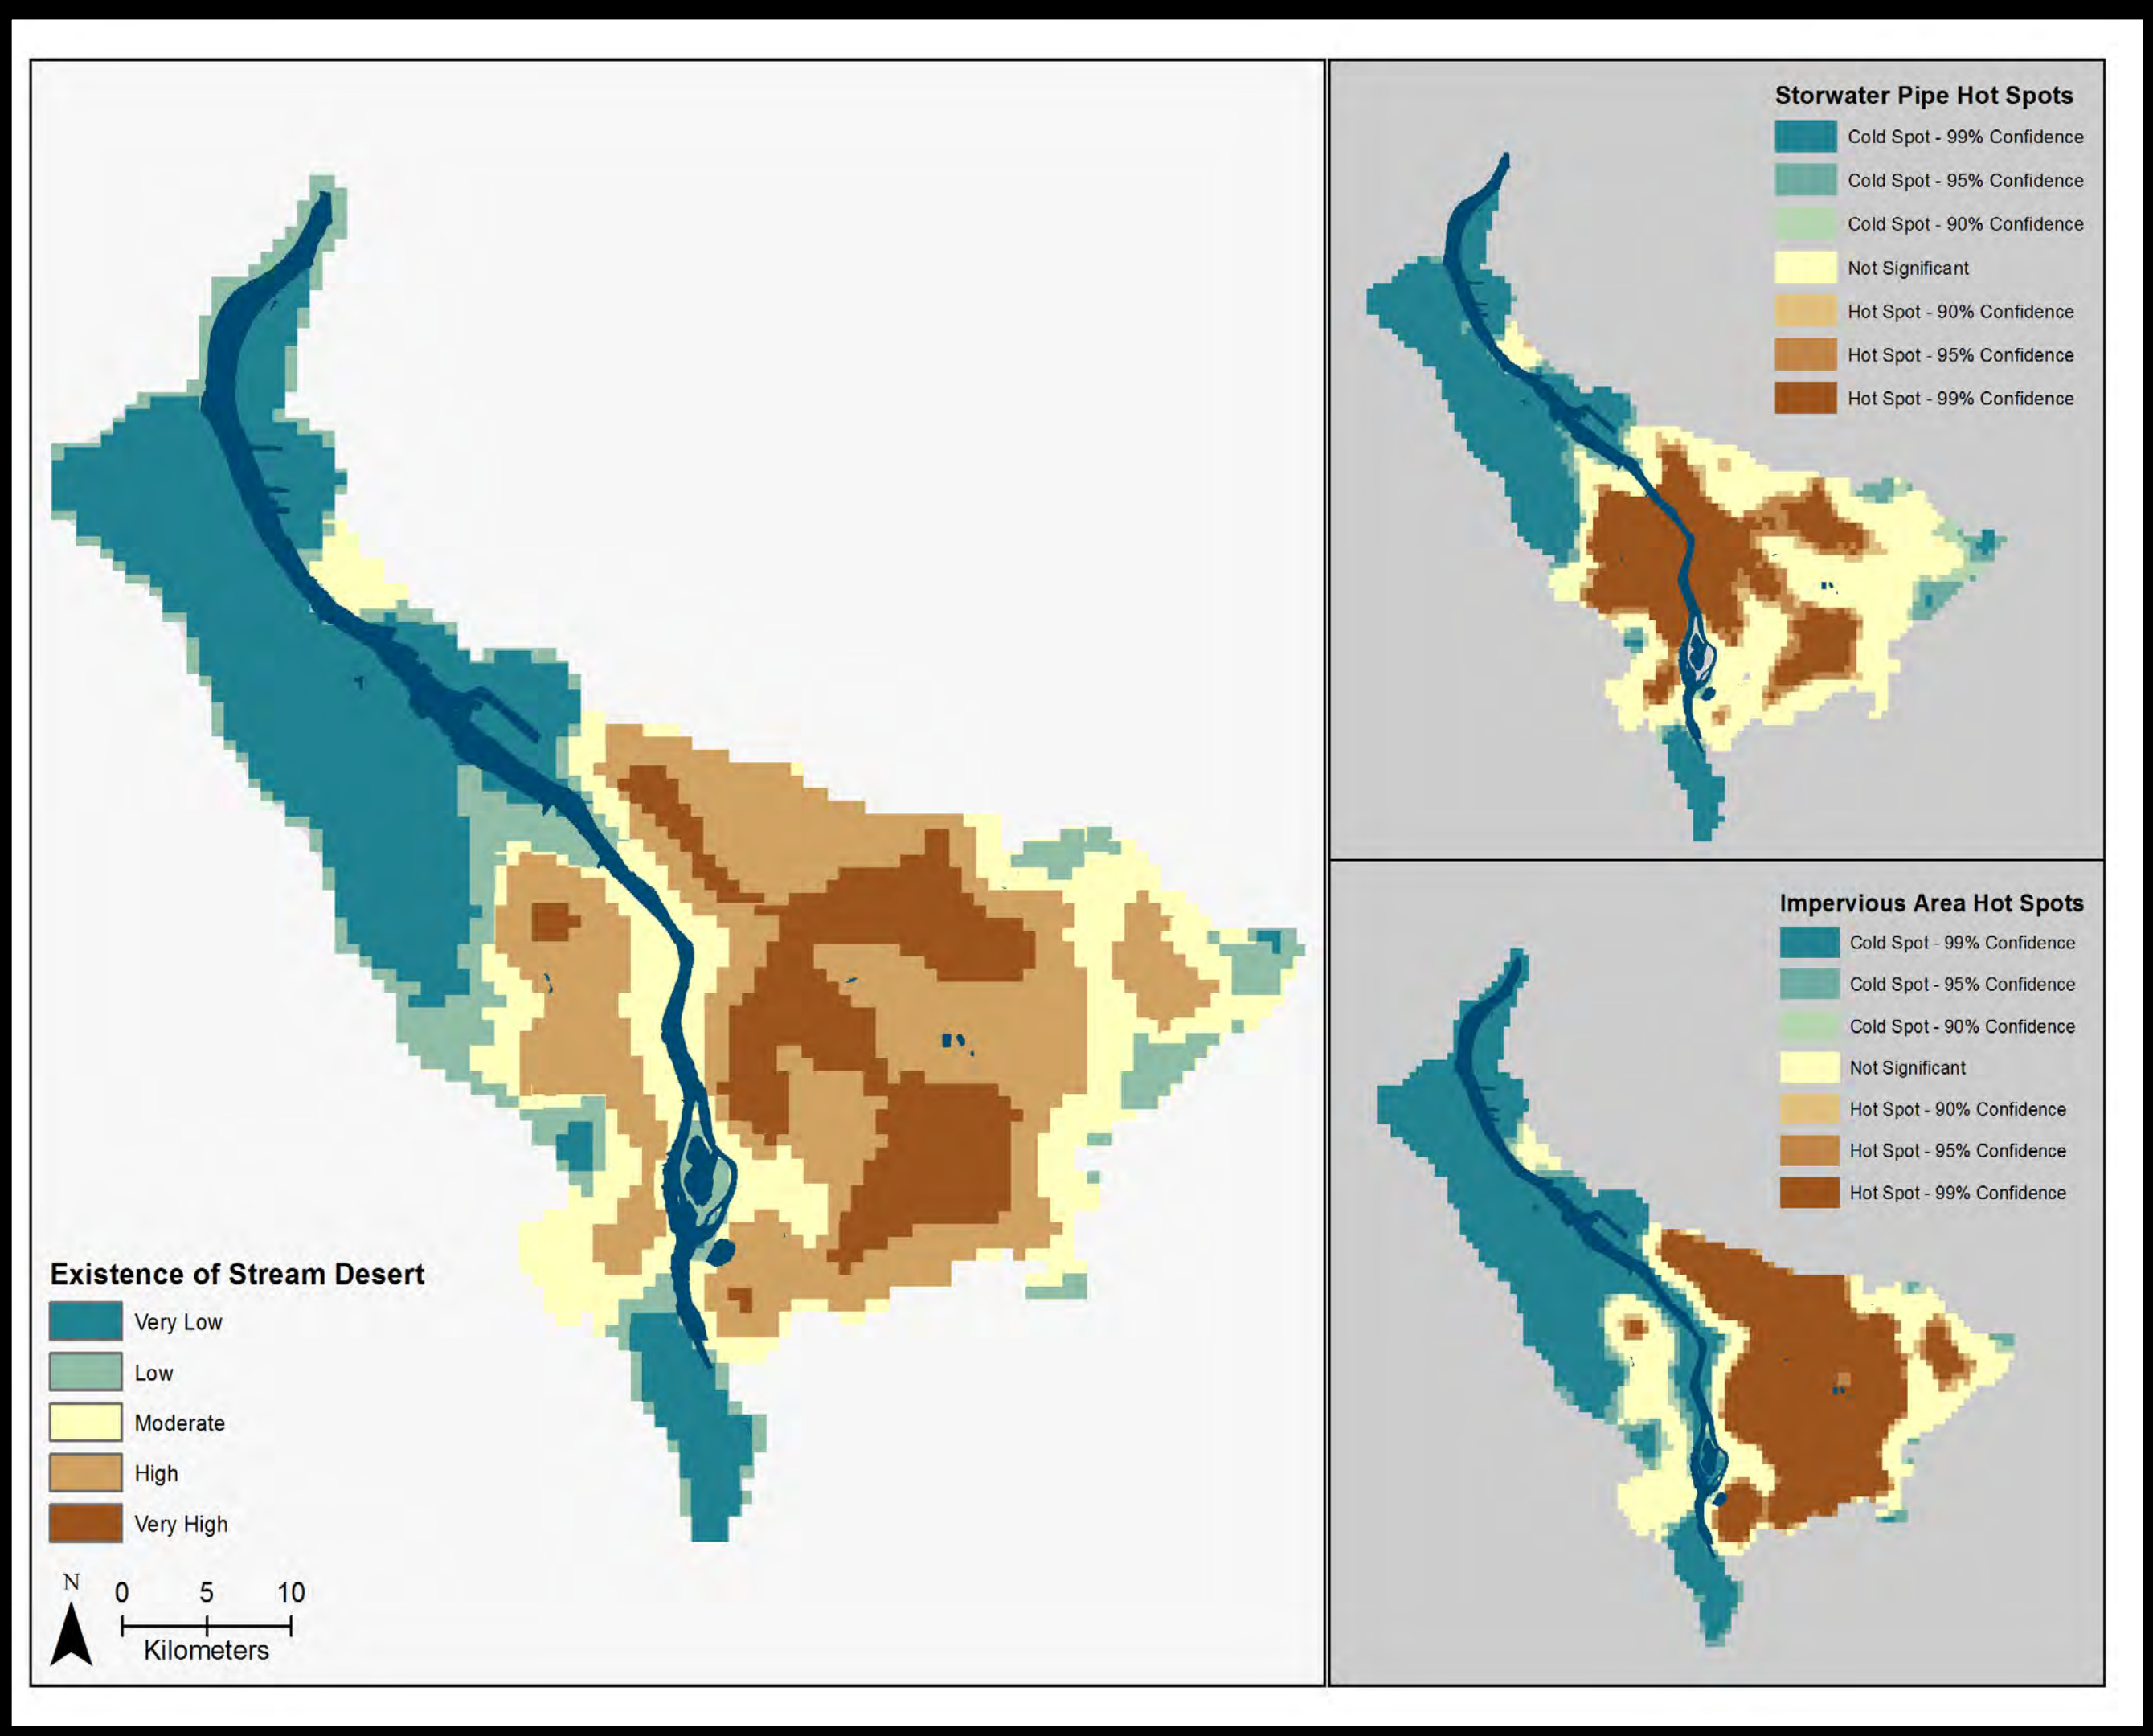 Existence of Stream Desert
Very Low
Low
Moderate
High
Very High
N
0 5 10
Kilometers
Storwater Pipe Hot Spots
Cold Spot - 99% Confidence
Cold Spot - 95% Confidence
Cold Spot - 90% Confidence
Not Significant
Hot Spot - 90% Confidence
Hot Spot - 95% Confidence
Hot Spot - 99% Confidence
Impervious Area Hot Spots
Cold Spot - 99% Confidence
Cold Spot - 95% Confidence
Cold Spot - 90% Confidence
Not Significant
Hot Spot - 90% Confidence
Hot Spot - 95% Confidence
Hot Spot - 99% Confidence